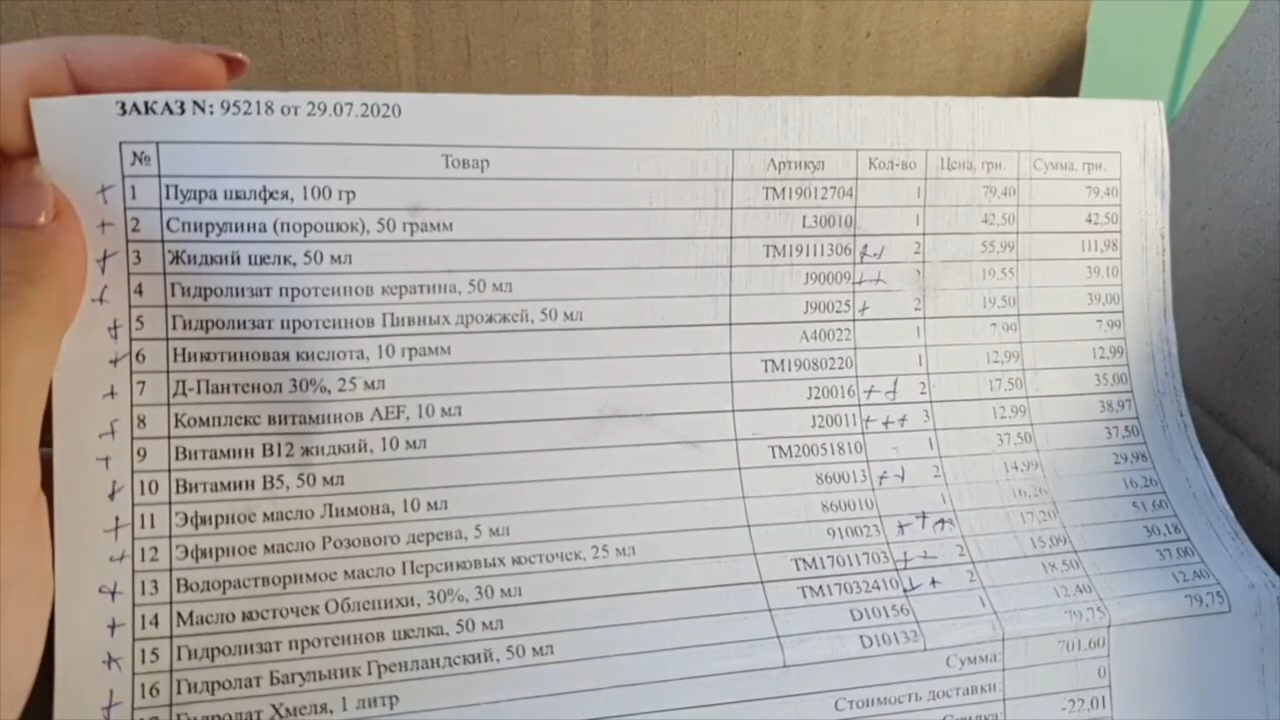 ЗАКАЗ N: 95218 от 29.07.2020
№ Товар Артикул Кол-во Цена, грн. Сумма, грн.
1 Пудра шалфея, 100 гр TM19012704 1 79,40 79,40
2 Спирулина (порошок), 50 грамм L30010 1 42,50 42,50
3 Жидкий шелк, 50 мл TM19111306 2 55,99 111,98
4 Гидролизат протеинов кератина, 50 мл J90009 19,55 39,10
5 Гидролизат протеинов Пивных дрожжей, 50 мл J90025 2 19,50 39,00
6 Никотиновая кислота, 10 грамм A40022 1 7,99 7,99
7 Д-Пантенол 30%, 25 мл TM19080220 1 12,99 12,99
8 Комплекс витаминов AEF, 10 мл J20016 2 17,50 35,00
9 Витамин B12 жидкий, 10 мл J20011 3 12,99 38,97
10 Витамин B5, 50 мл TM20051810 1 37,50 37,50
11 Эфирное масло Лимона, 10 мл 860013 2 14,99 29,98
12 Эфирное масло Розового дерева, 5 мл 860010 1 16,26 16,26
13 Водорастворимое масло Персиковых косточек, 25 мл 910023 17,20 51,60
14 Масло косточек Облепихи, 30%, 30 мл TM17011703 2 15,09 30,18
15 Гидролизат протеинов шелка, 50 мл TM17032410 2 18,50 37,00
16 Гидролат Багульник Гренландский, 50 мл D10156 1 12,40 12,40
Гидролат Хмеля, 1 литр D10132 79,75 79,75
Сумма: 701,60
Стоимость доставки: 0
-22,01